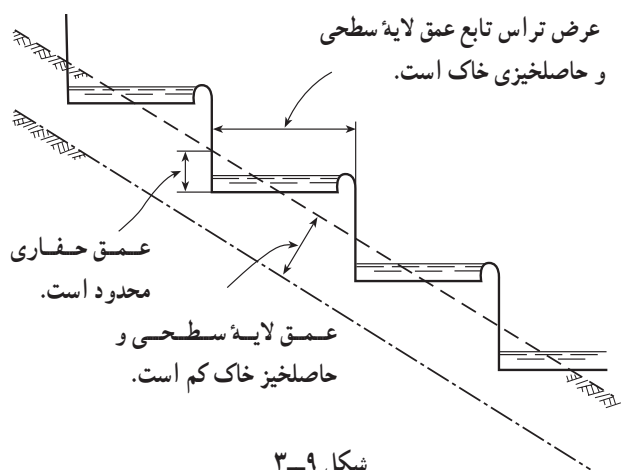 عرض تراس تابع عمق لایهٔ سطحی
و حاصلخیزی خاک است.
عمق حفاری
محدود است.
عمق لایهٔ سطحی و
حاصلخیز خاک کم است.
شکل ۹ــ۳